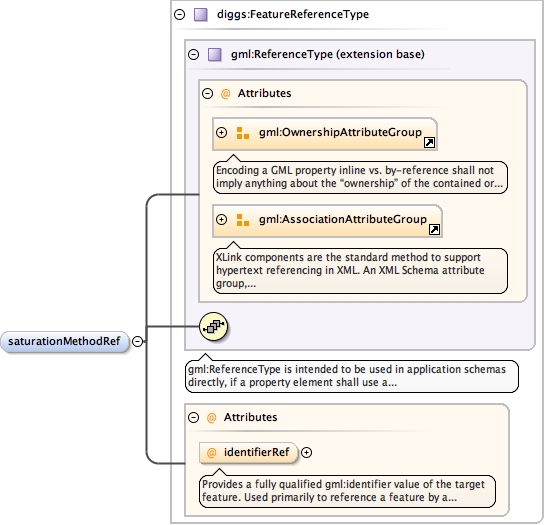 diggs:FeatureReferenceType
gml:ReferenceType (extension base)
@ Attributes
gml:OwnershipAttributeGroup
Encoding a GML property inline vs. by-reference shall not
imply anything about the “ownership” of the contained or...
gml:AssociationAttributeGroup
XLink components are the standard method to support
hypertext referencing in XML. An XML Schema attribute
group,...
saturationMethodRef
gml:ReferenceType is intended to be used in application schemas
directly, if a property element shall use a...
@ Attributes
@ identifierRef
Provides a fully qualified gml:identifier value of the target
feature. Used primarily to reference a feature by a...